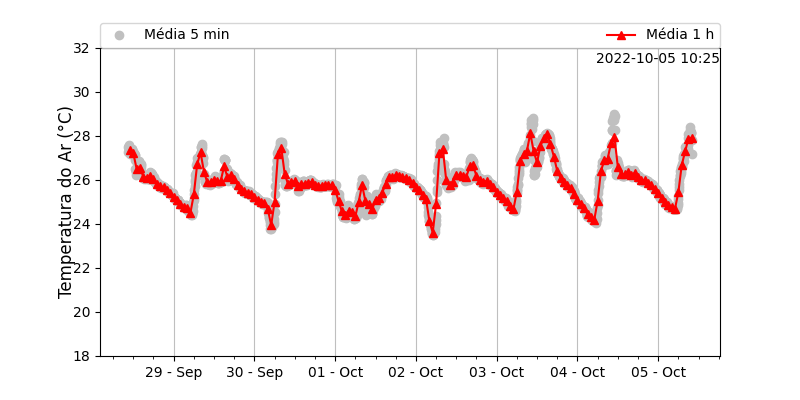 Média 5 min
Média 1 h
2022-10-05 10:25
Temperatura do Ar (°C)
32
30
28
26
24
22
20
18
29 - Sep
30 - Sep
01 - Oct
02 - Oct
03 - Oct
04 - Oct
05 - Oct